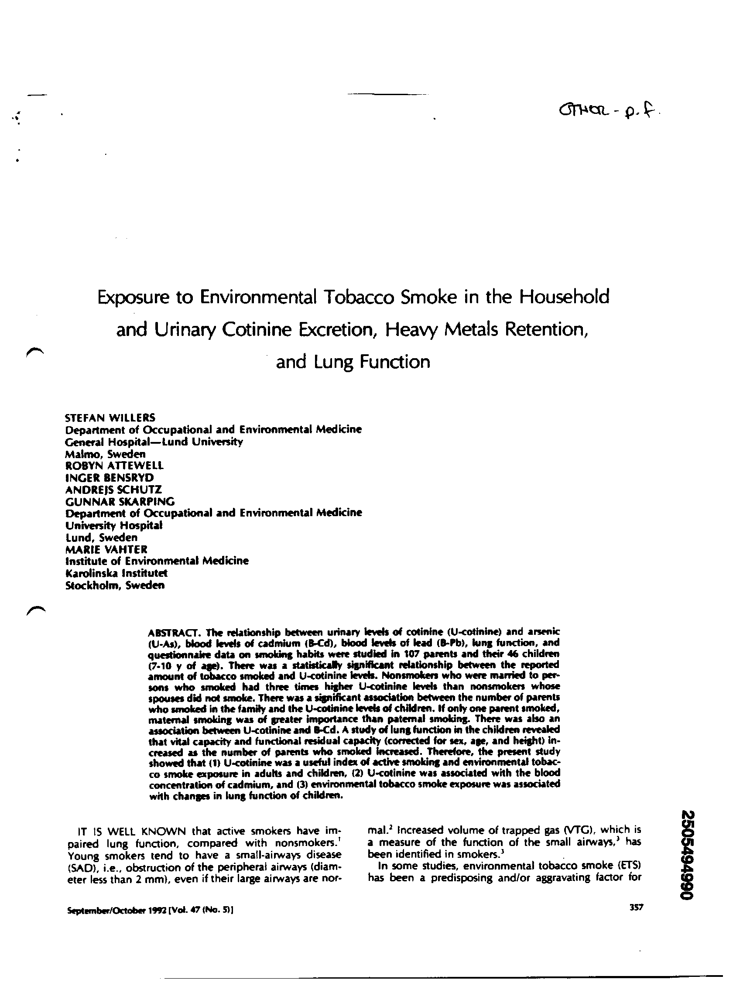 OTHER - p.f.
Exposure to Environmental Tobacco Smoke in the Household
and Urinary Cotinine Excretion, Heavy Metals Retention,
and Lung Function
STEFAN WILLERS
Department of Occupational and Environmental Medicine
General Hospital—Lund University
Malmo, Sweden
ROBYN ATTEWELL
INGER BENSRYD
ANDREJS SCHUTZ
GUNNAR SKARPING
Department of Occupational and Environmental Medicine
University Hospital
Lund, Sweden
MARIE VAHTER
Institute of Environmental Medicine
Karolinska Institutet
Stockholm, Sweden
ABSTRACT. The relationship between urinary levels of cotinine (U-cotinine) and arsenic
(U-As), blood levels of cadmium (B-Cd), blood levels of lead (B-Pb), lung function, and
questionnaire data on smoking habits were studied in 107 parents and their 46 children
(7-10 y of age). There was a statistically significant relationship between the reported
amount of tobacco smoked and U-cotinine levels. Nonsmokers who were married to per-
sons who smoked had three times higher U-cotinine levels than nonsmokers whose
spouses did not smoke. There was a significant association between the number of parents
who smoked in the family and the U-cotinine levels of children. If only one parent smoked,
maternal smoking was of greater importance than paternal smoking. There was also an
association between U-cotinine and B-Cd. A study of lung function in the children revealed
that vital capacity and functional residual capacity (corrected for sex, age, and height) in-
creased as the number of parents who smoked increased. Therefore, the present study
showed that (1) U-cotinine was a useful index of active smoking and environmental tobac-
co smoke exposure in adults and children, (2) U-cotinine was associated with the blood
concentration of cadmium, and (3) environmental tobacco smoke exposure was associated
with changes in lung function of children.
IT IS WELL KNOWN that active smokers have im-
paired lung function, compared with nonsmokers.¹
Young smokers tend to have a small-airways disease
(SAD), i.e., obstruction of the peripheral airways (diam-
eter less than 2 mm), even if their large airways are nor-
mal.² Increased volume of trapped gas (VTG), which is
a measure of the function of the small airways,³ has
been identified in smokers.³
In some studies, environmental tobacco smoke (ETS)
has been a predisposing and/or aggravating factor for
September/October 1992 [Vol. 47 (No. 5)]
357
2505494990